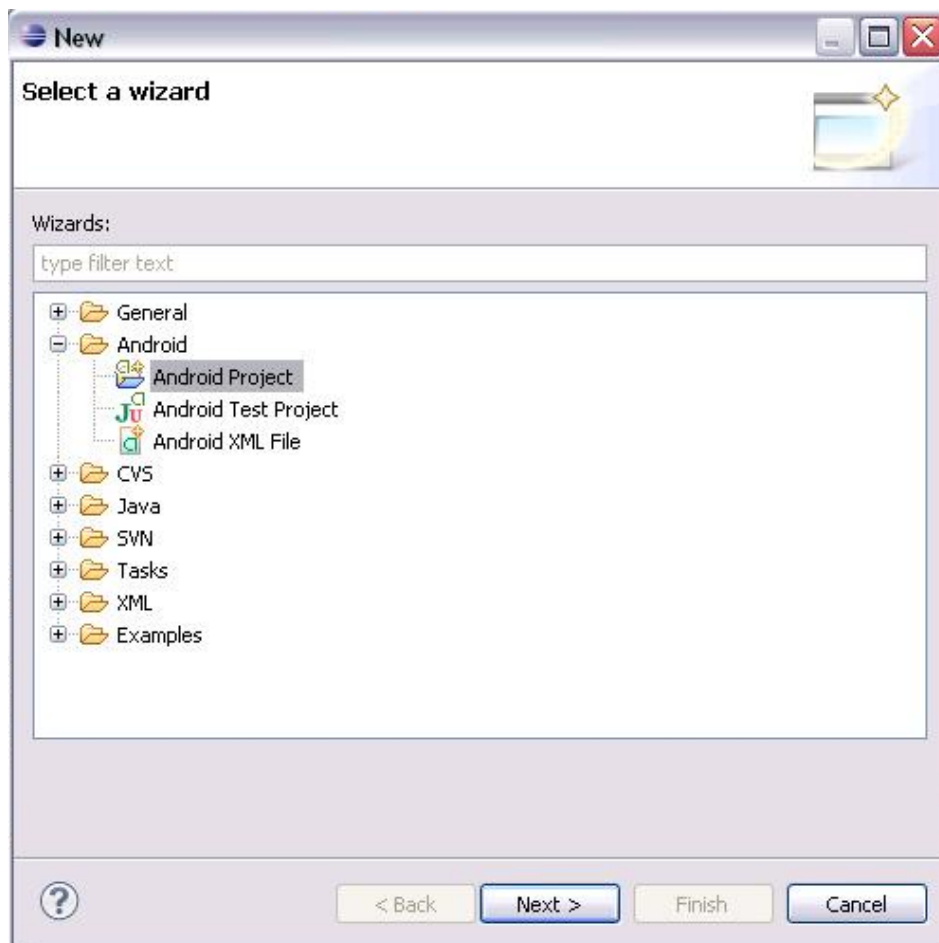 New
Select a wizard
Wizards:
type filter text
General
Android
Android Project
Android Test Project
Android XML File
CVS
Java
SVN
Tasks
XML
Examples
? < Back Next > Finish Cancel